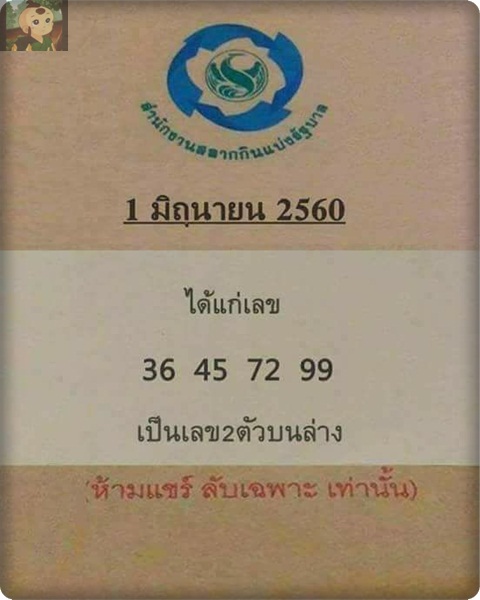 สำนักงานสลากกินแบ่งรัฐบาล
1 มิถุนายน 2560
ได้แก่เลข
36 45 72 99
เป็นเลข2ตัวบนล่าง
(ห้ามแชร์ ลับเฉพาะ เท่านั้น)